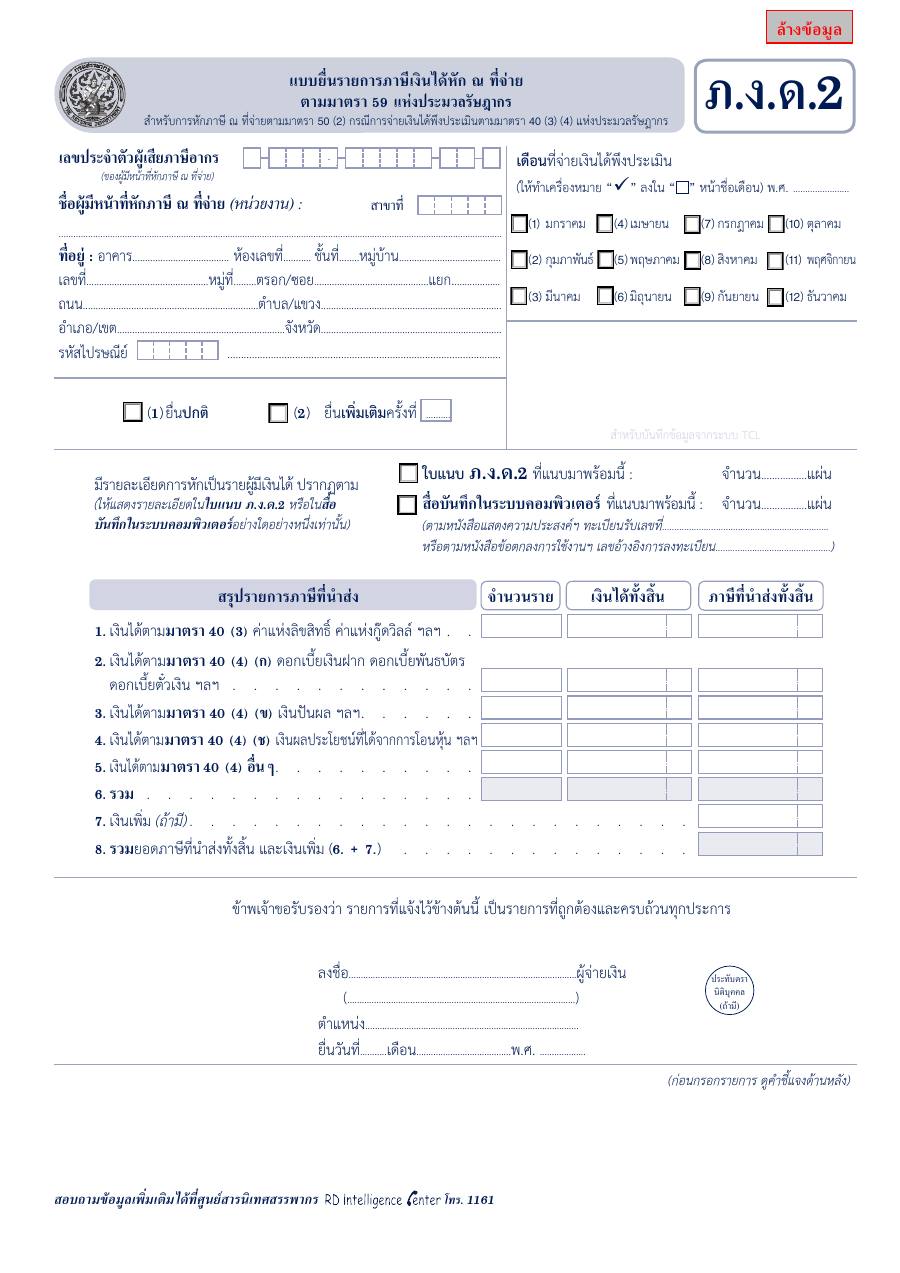 ล้างข้อมูล
แบบยื่นรายการภาษีเงินได้หัก ณ ที่จ่าย
ตามมาตรา 59 แห่งประมวลรัษฎากร
สำหรับการหักภาษี ณ ที่จ่ายตามมาตรา 50 (2) กรณีการจ่ายเงินได้พึงประเมินตามมาตรา 40 (3) (4) แห่งประมวลรัษฎากร
ภ.ง.ด.2
เลขประจำตัวผู้เสียภาษีอากร
(ของผู้มีหน้าที่หักภาษี ณ ที่จ่าย)
ชื่อผู้มีหน้าที่หักภาษี ณ ที่จ่าย (หน่วยงาน) : สาขาที่
ที่อยู่ : อาคาร ห้องเลขที่ ชั้นที่ หมู่บ้าน
เลขที่ หมู่ที่ ตรอก/ซอย แยก
ถนน ตำบล/แขวง
อำเภอ/เขต จังหวัด
รหัสไปรษณีย์
เดือนที่จ่ายเงินได้พึงประเมิน
(ให้ทำเครื่องหมาย “✓” ลงใน “☐” หน้าชื่อเดือน) พ.ศ.
(1) มกราคม (4) เมษายน (7) กรกฎาคม (10) ตุลาคม
(2) กุมภาพันธ์ (5) พฤษภาคม (8) สิงหาคม (11) พฤศจิกายน
(3) มีนาคม (6) มิถุนายน (9) กันยายน (12) ธันวาคม
(1) ยื่นปกติ (2) ยื่นเพิ่มเติมครั้งที่
สำหรับบันทึกข้อมูลจากระบบ TCL
มีรายละเอียดการหักเป็นรายผู้มีเงินได้ ปรากฏตาม
(ให้แสดงรายละเอียดในใบแนบ ภ.ง.ด.2 หรือในสื่อ
บันทึกในระบบคอมพิวเตอร์อย่างใดอย่างหนึ่งเท่านั้น)
ใบแนบ ภ.ง.ด.2 ที่แนบมาพร้อมนี้ : จำนวน แผ่น
สื่อบันทึกในระบบคอมพิวเตอร์ ที่แนบมาพร้อมนี้ : จำนวน แผ่น
(ตามหนังสือแสดงความประสงค์ฯ ทะเบียนรับเลขที่
หรือตามหนังสือข้อตกลงการใช้งานฯ เลขอ้างอิงการลงทะเบียน )
สรุปรายการภาษีที่นำส่ง จำนวนราย เงินได้ทั้งสิ้น ภาษีที่นำส่งทั้งสิ้น
1. เงินได้ตามมาตรา 40 (3) ค่าแห่งลิขสิทธิ์ ค่าแห่งกู๊ดวิลล์ ฯลฯ
2. เงินได้ตามมาตรา 40 (4) (ก) ดอกเบี้ยเงินฝาก ดอกเบี้ยพันธบัตร
ดอกเบี้ยตั๋วเงิน ฯลฯ
3. เงินได้ตามมาตรา 40 (4) (ข) เงินปันผล ฯลฯ
4. เงินได้ตามมาตรา 40 (4) (ช) เงินผลประโยชน์ที่ได้จากการโอนหุ้น ฯลฯ
5. เงินได้ตามมาตรา 40 (4) อื่น ๆ
6. รวม
7. เงินเพิ่ม (ถ้ามี)
8. รวมยอดภาษีที่นำส่งทั้งสิ้น และเงินเพิ่ม (6. + 7.)
ข้าพเจ้าขอรับรองว่า รายการที่แจ้งไว้ข้างต้นนี้ เป็นรายการที่ถูกต้องและครบถ้วนทุกประการ
ลงชื่อ ผู้จ่ายเงิน
( )
ตำแหน่ง
ยื่นวันที่ เดือน พ.ศ.
ประทับตรา
นิติบุคคล
(ถ้ามี)
(ก่อนกรอกรายการ ดูคำชี้แจงด้านหลัง)
สอบถามข้อมูลเพิ่มเติมได้ที่ศูนย์สารนิเทศสรรพากร RD Intelligence Center โทร. 1161